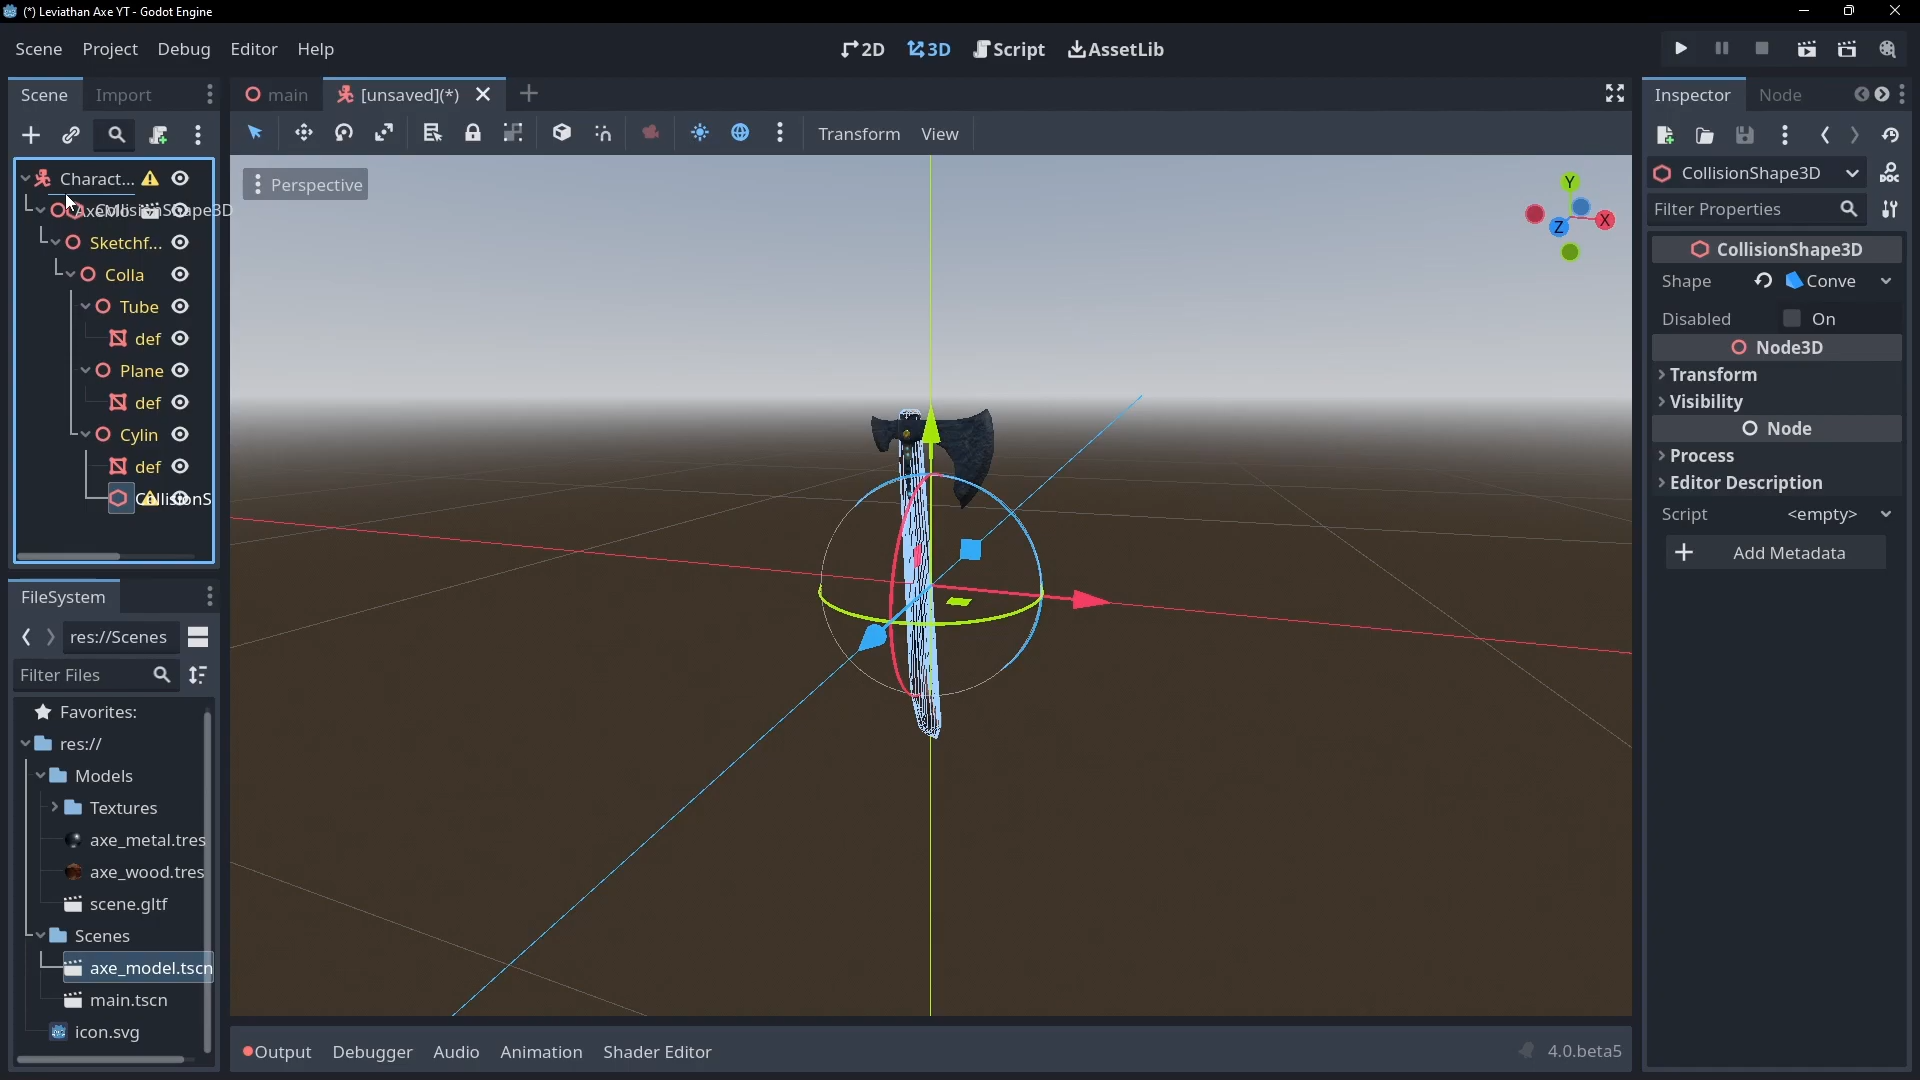 (*) Leviathan Axe YT - Godot Engine
Scene Project Debug Editor Help
2D 3D Script AssetLib
Scene Import
main [unsaved](*)
Inspector Node
Transform View
Perspective
Y
X
Z
Charact...
AxeMo
CollisionShape3D
Sketchf...
Colla
Tube
def
Plane
def
Cylin
def
CollisionS
FileSystem
res://Scenes
Filter Files
Favorites:
res://
Models
Textures
axe_metal.tres
axe_wood.tres
scene.gltf
Scenes
axe_model.tscn
main.tscn
icon.svg
Output Debugger Audio Animation Shader Editor
4.0.beta5
CollisionShape3D
Filter Properties
CollisionShape3D
Shape Conve
Disabled On
Node3D
Transform
Visibility
Node
Process
Editor Description
Script <empty>
Add Metadata